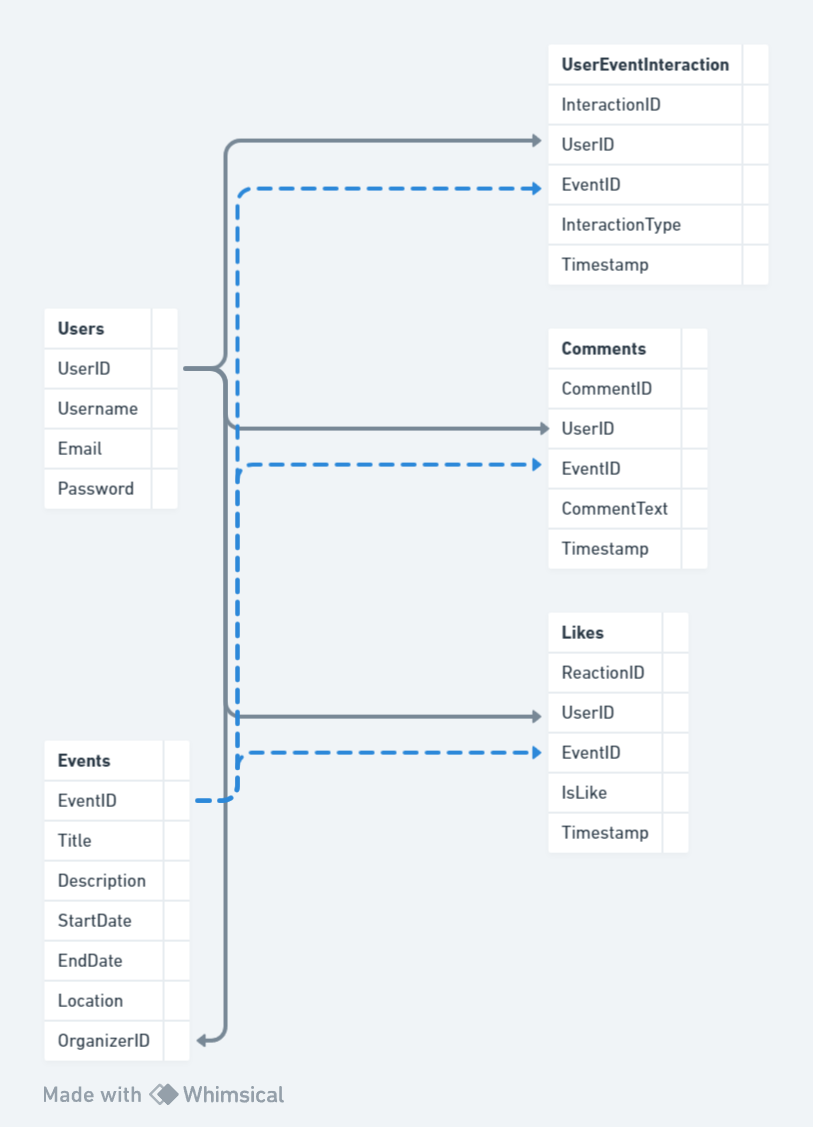 UserEventInteraction
InteractionID
UserID
EventID
InteractionType
Timestamp
Users
UserID
Username
Email
Password
Comments
CommentID
UserID
EventID
CommentText
Timestamp
Likes
ReactionID
UserID
EventID
IsLike
Timestamp
Events
EventID
Title
Description
StartDate
EndDate
Location
OrganizerID
Made with Whimsical